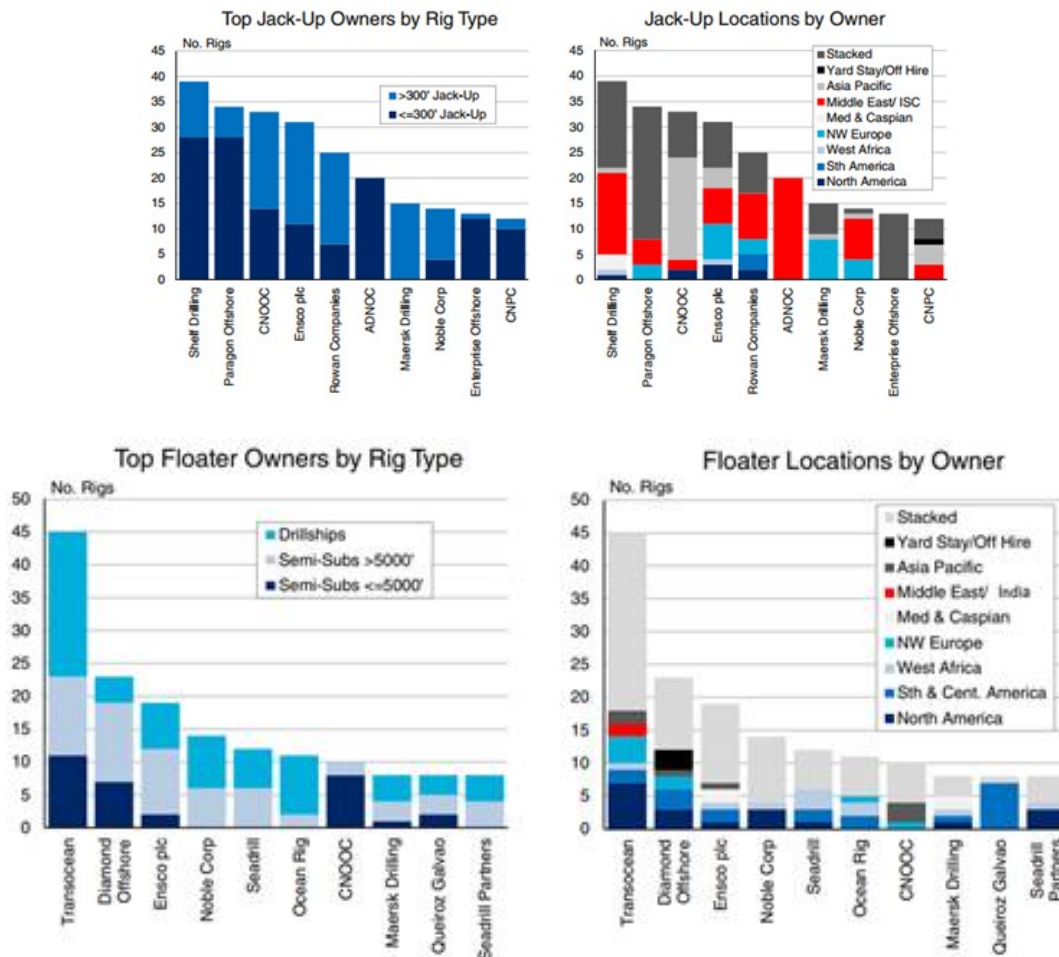 Top Jack-Up Owners by Rig Type
No. Rigs
45
40
35
30
25
20
15
10
5
0
>300' Jack-Up
<=300' Jack-Up
Shelf Drilling
Paragon Offshore
CNOOC
Ensco plc
Rowan Companies
ADNOC
Maersk Drilling
Noble Corp
Enterprise Offshore
CNPC
Jack-Up Locations by Owner
No. Rigs
45
40
35
30
25
20
15
10
5
0
Stacked
Yard Stay/Off Hire
Asia Pacific
Middle East/ ISC
Med & Caspian
NW Europe
West Africa
Sth America
North America
Shelf Drilling
Paragon Offshore
CNOOC
Ensco plc
Rowan Companies
ADNOC
Maersk Drilling
Noble Corp
Enterprise Offshore
CNPC
Top Floater Owners by Rig Type
No. Rigs
50
45
40
35
30
25
20
15
10
5
0
Drillships
Semi-Subs >5000'
Semi-Subs <=5000'
Transocean
Diamond
Offshore
Ensco plc
Noble Corp
Seadrill
Ocean Rig
CNOOC
Maersk Drilling
Queiroz Galvao
Seadrill Partners
Floater Locations by Owner
No. Rigs
50
45
40
35
30
25
20
15
10
5
0
Stacked
Yard Stay/Off Hire
Asia Pacific
Middle East/ India
Med & Caspian
NW Europe
West Africa
Sth & Cent. America
North America
Transocean
Diamond
Offshore
Ensco plc
Noble Corp
Seadrill
Ocean Rig
CNOOC
Maersk Drilling
Queiroz Galvao
Seadrill
Partners